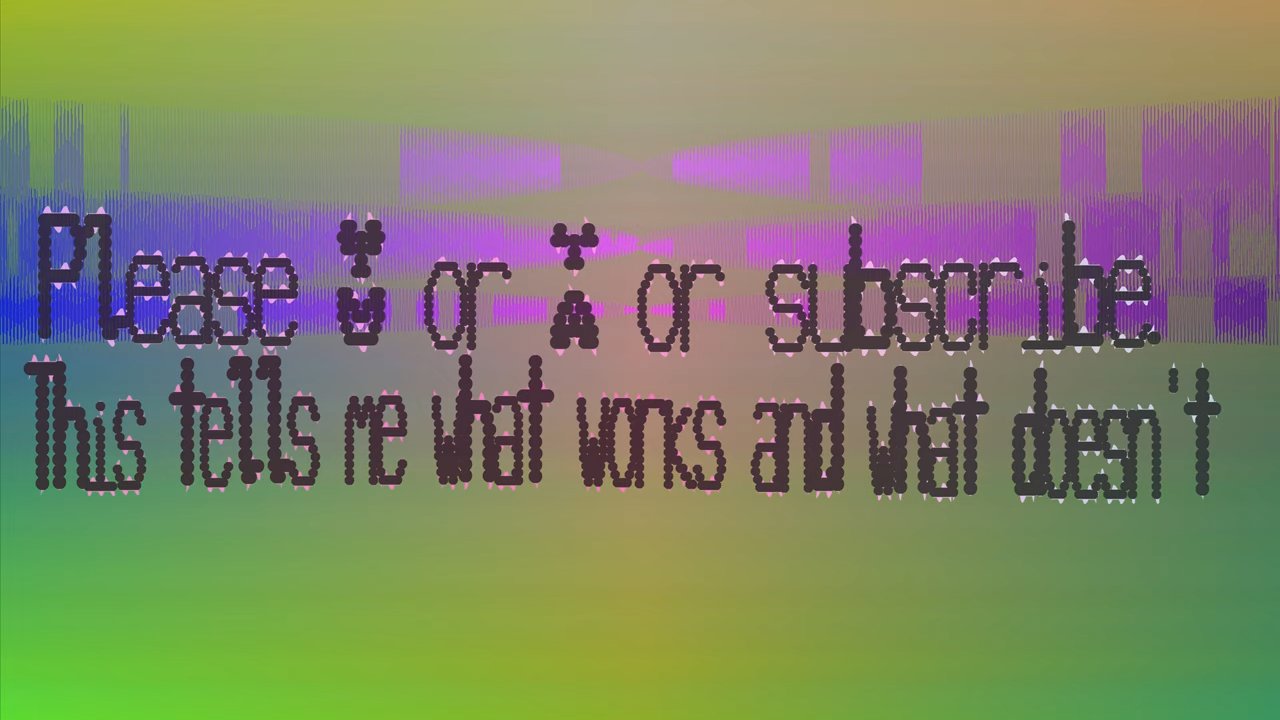 Please or or subscribe
This tells me what works and what doesn't